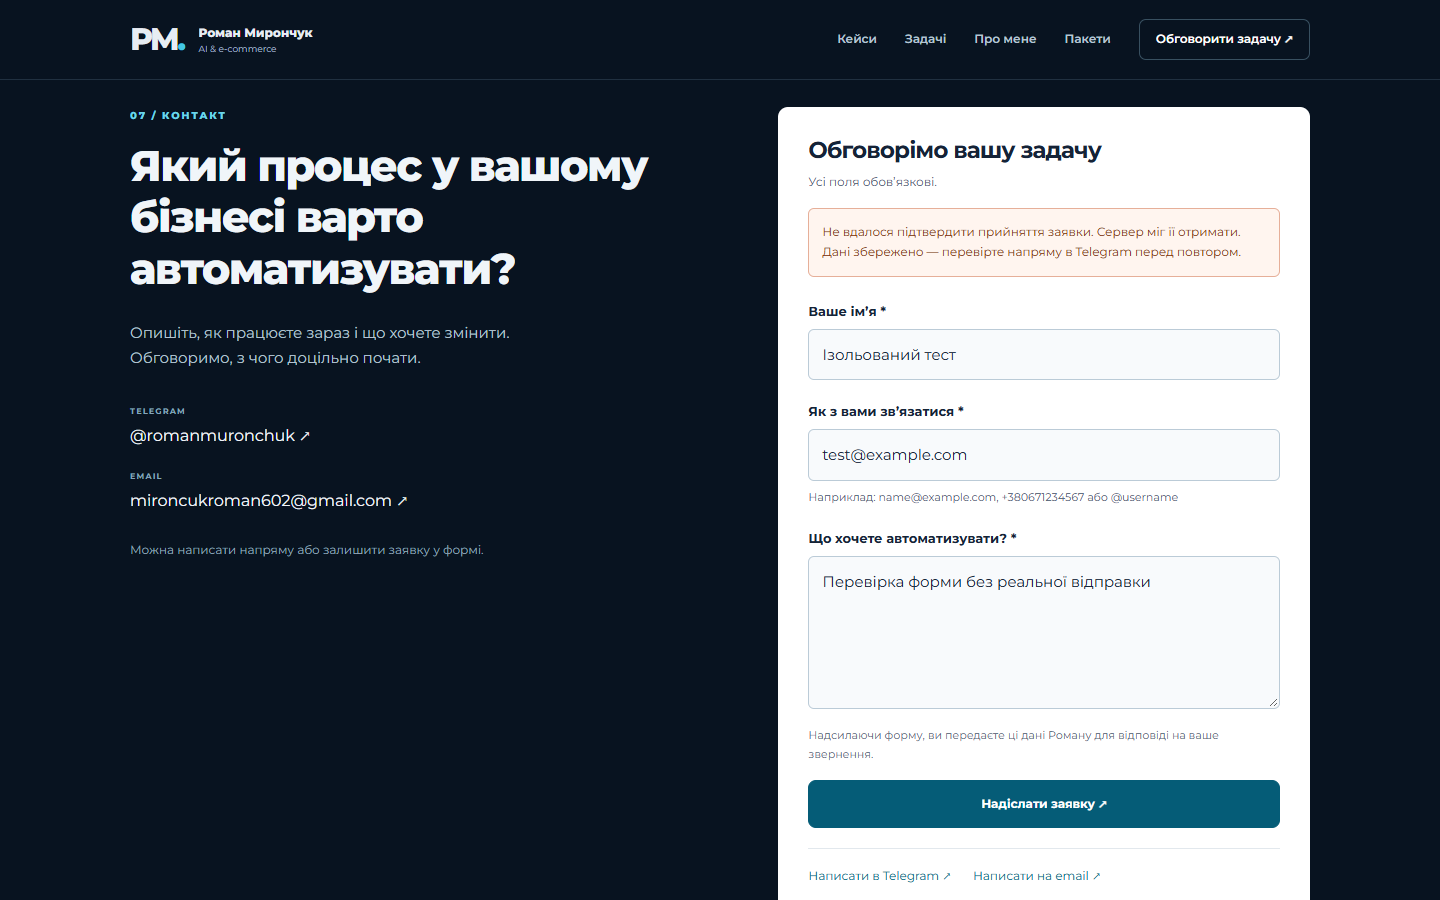 PM.
Роман Мирончук
AI & e-commerce
Кейси
Задачі
Про мене
Пакети
Обговорити задачу ↗
07 / КОНТАКТ
Який процес у вашому
бізнесі варто
автоматизувати?
Опишіть, як працюєте зараз і що хочете змінити.
Обговоримо, з чого доцільно почати.
TELEGRAM
@romanmuronchuk ↗
EMAIL
mironcukroman602@gmail.com ↗
Можна написати напряму або залишити заявку у формі.
Обговорімо вашу задачу
Усі поля обов’язкові.
Не вдалося підтвердити прийняття заявки. Сервер міг її отримати.
Дані збережено — перевірте напряму в Telegram перед повтором.
Ваше ім’я *
Ізольований тест
Як з вами зв’язатися *
test@example.com
Наприклад: name@example.com, +380671234567 або @username
Що хочете автоматизувати? *
Перевірка форми без реальної відправки
Надсилаючи форму, ви передаєте ці дані Роману для відповіді на ваше
звернення.
Надіслати заявку ↗
Написати в Telegram ↗
Написати на email ↗